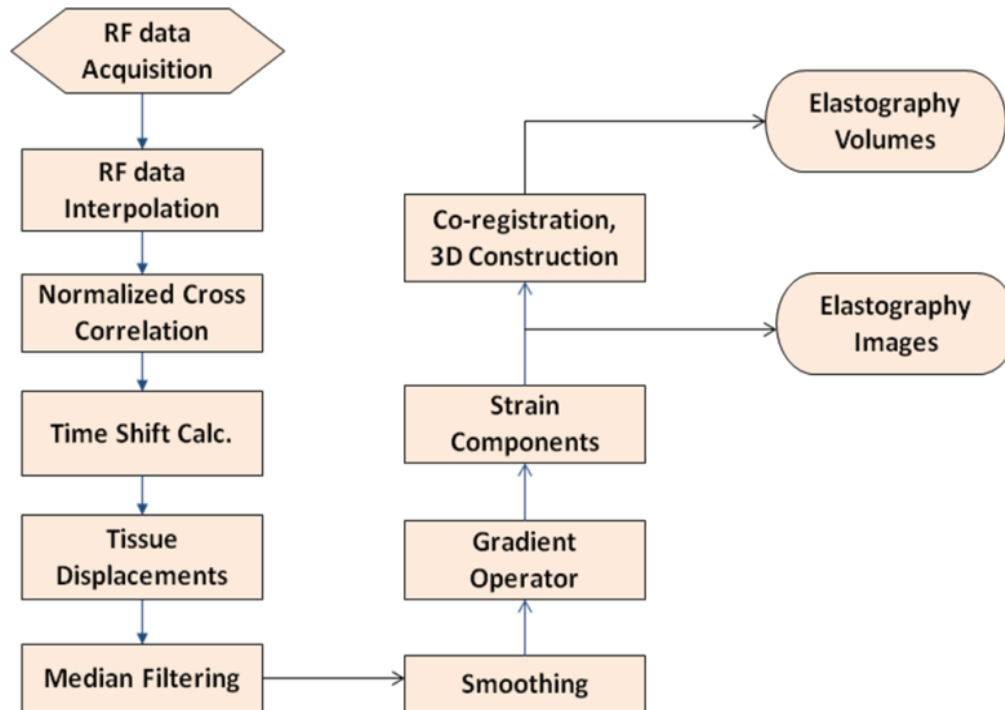 RF data
Acquisition
RF data
Interpolation
Normalized Cross
Correlation
Time Shift Calc.
Tissue
Displacements
Median Filtering
Smoothing
Gradient
Operator
Strain
Components
Co-registration,
3D Construction
Elastography
Images
Elastography
Volumes